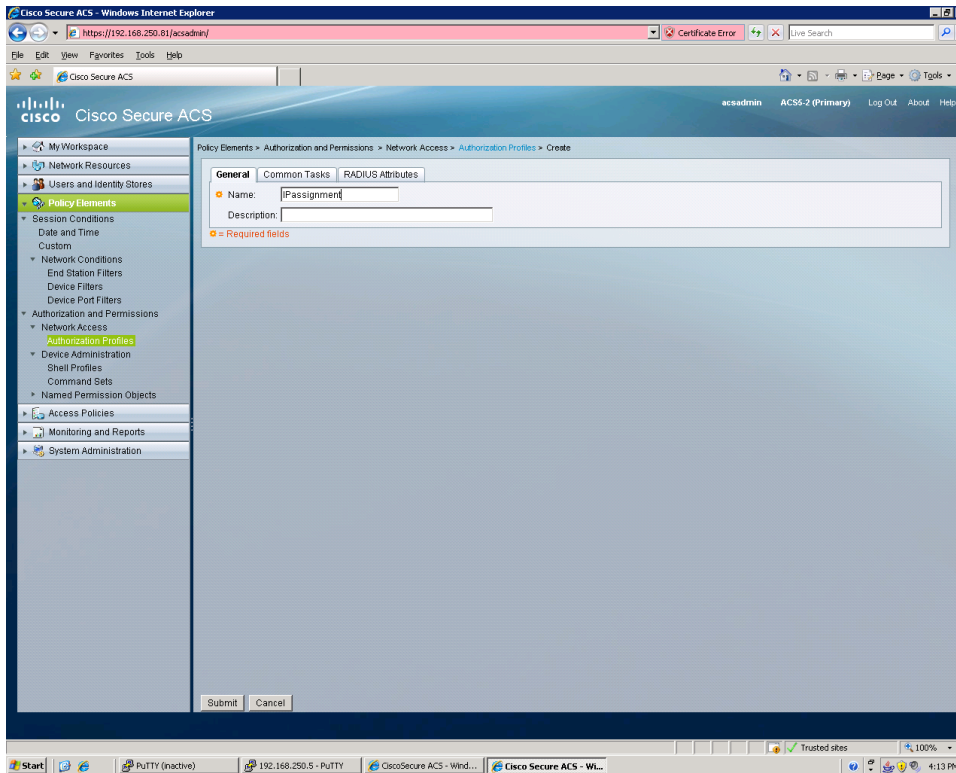 Cisco Secure ACS - Windows Internet Explorer
https://192.168.250.81/acsadmin/
Certificate Error
Live Search
File Edit View Favorites Tools Help
Cisco Secure ACS
Page
Tools
CISCO Cisco Secure ACS
acsadmin ACS5-2 (Primary) Log Out About Help
My Workspace
Network Resources
Users and Identity Stores
Policy Elements
Session Conditions
Date and Time
Custom
Network Conditions
End Station Filters
Device Filters
Device Port Filters
Authorization and Permissions
Network Access
Authorization Profiles
Device Administration
Shell Profiles
Command Sets
Named Permission Objects
Access Policies
Monitoring and Reports
System Administration
Policy Elements > Authorization and Permissions > Network Access > Authorization Profiles > Create
General Common Tasks RADIUS Attributes
Name: IPassignment
Description:
= Required fields
Submit Cancel
Trusted sites
100%
Start
PuTTY (inactive)
192.168.250.5 - PuTTY
CiscoSecure ACS - Wind...
Cisco Secure ACS - Wi...
4:13 PM